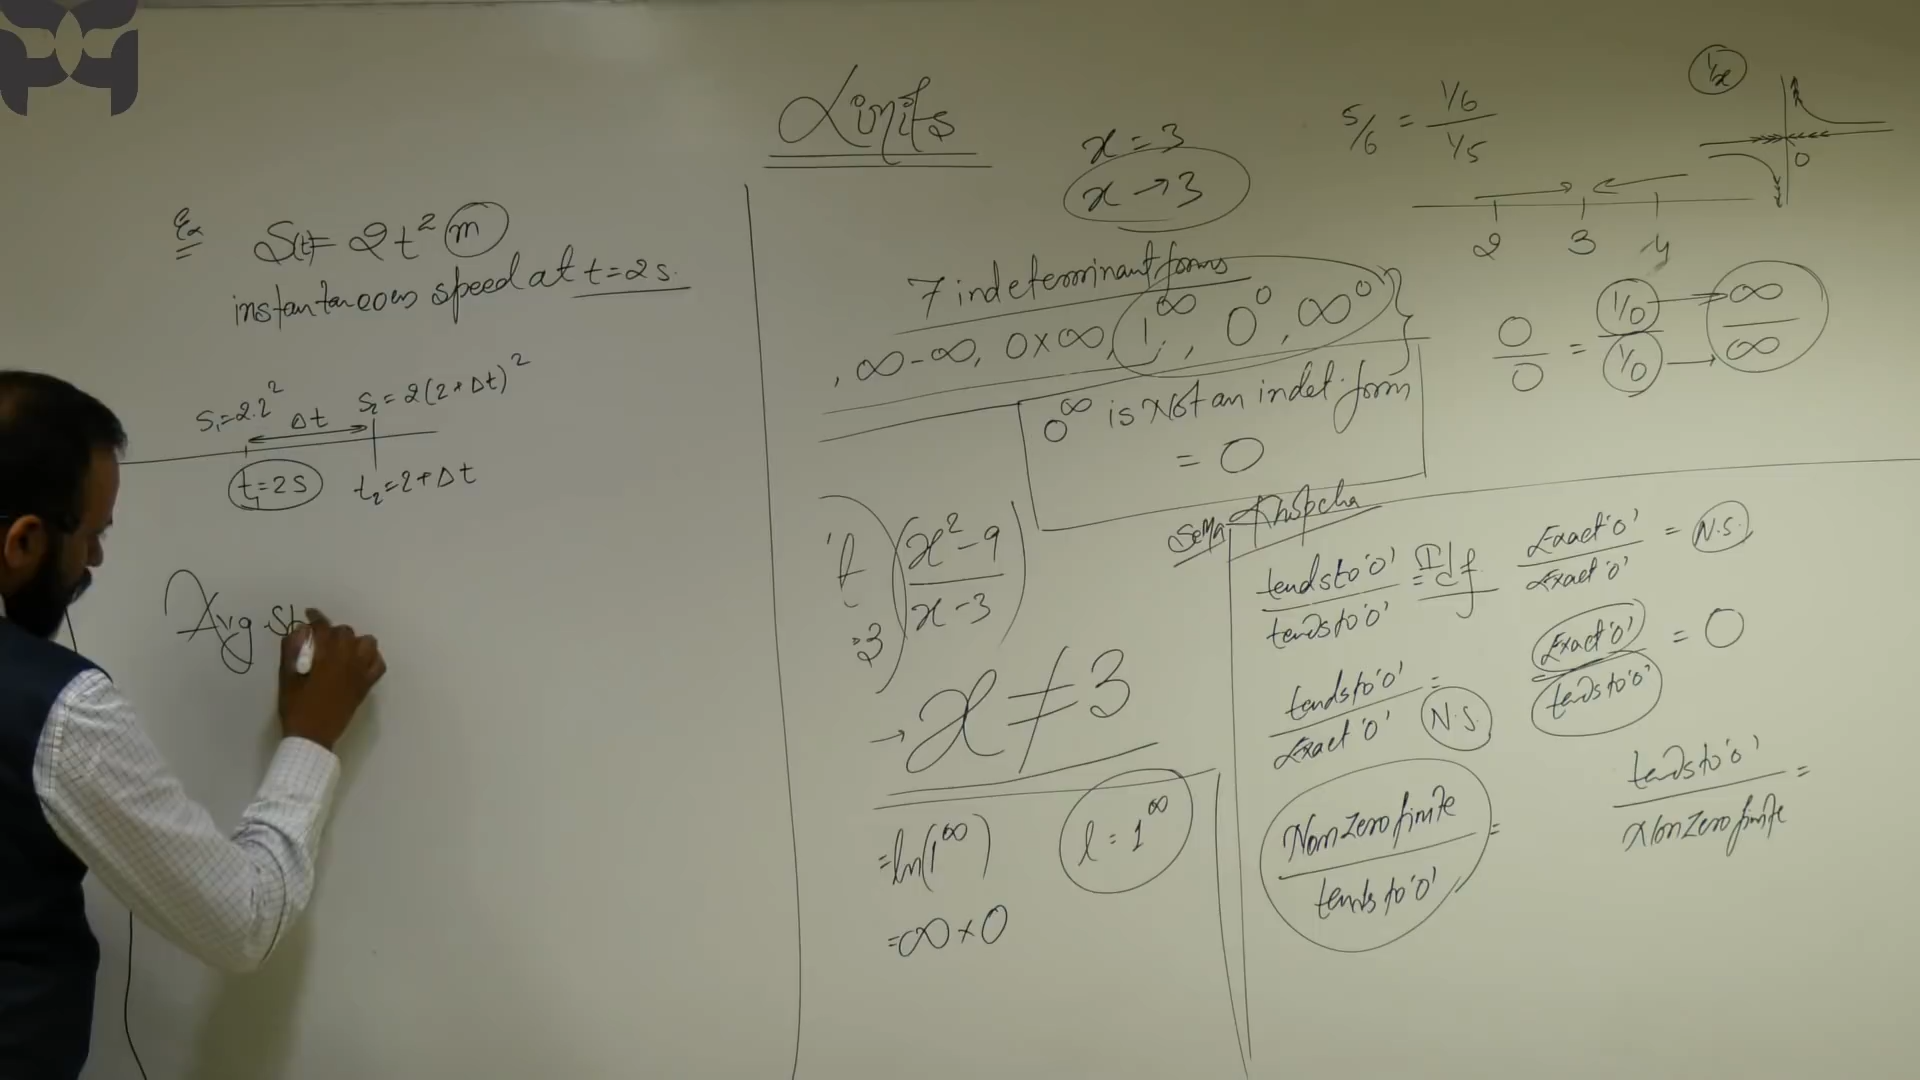 Limits
Ex S(t) = 2t² m
instantaneous speed at t = 2 s.
S₁ = 2.2² Δt S₂ = 2(2+Δt)²
t₁ = 2s t₂ = 2+Δt
Avg s
x = 3
x → 3
7 indeterminant forms
, ∞-∞, 0×∞, 1^∞, 0⁰, ∞⁰
0^∞ is Not an indet. form
= 0
(x²-9)/(x-3)
→ x ≠ 3
= ln(1^∞)
= ∞ × 0
l = 1^∞
5/6 = (1/6)/(1/5)
1/x
0
2 3 4
0/0 = (1/0)/(1/0) → ∞/∞
tends to '0' / tends to '0' = Idf
Exact '0' / Exact '0' = N.S.
tends to '0' / Exact '0' = N.S.
Exact '0' / tends to '0' = 0
Non zero finite / tends to '0' =
tends to '0' / Non zero finite =